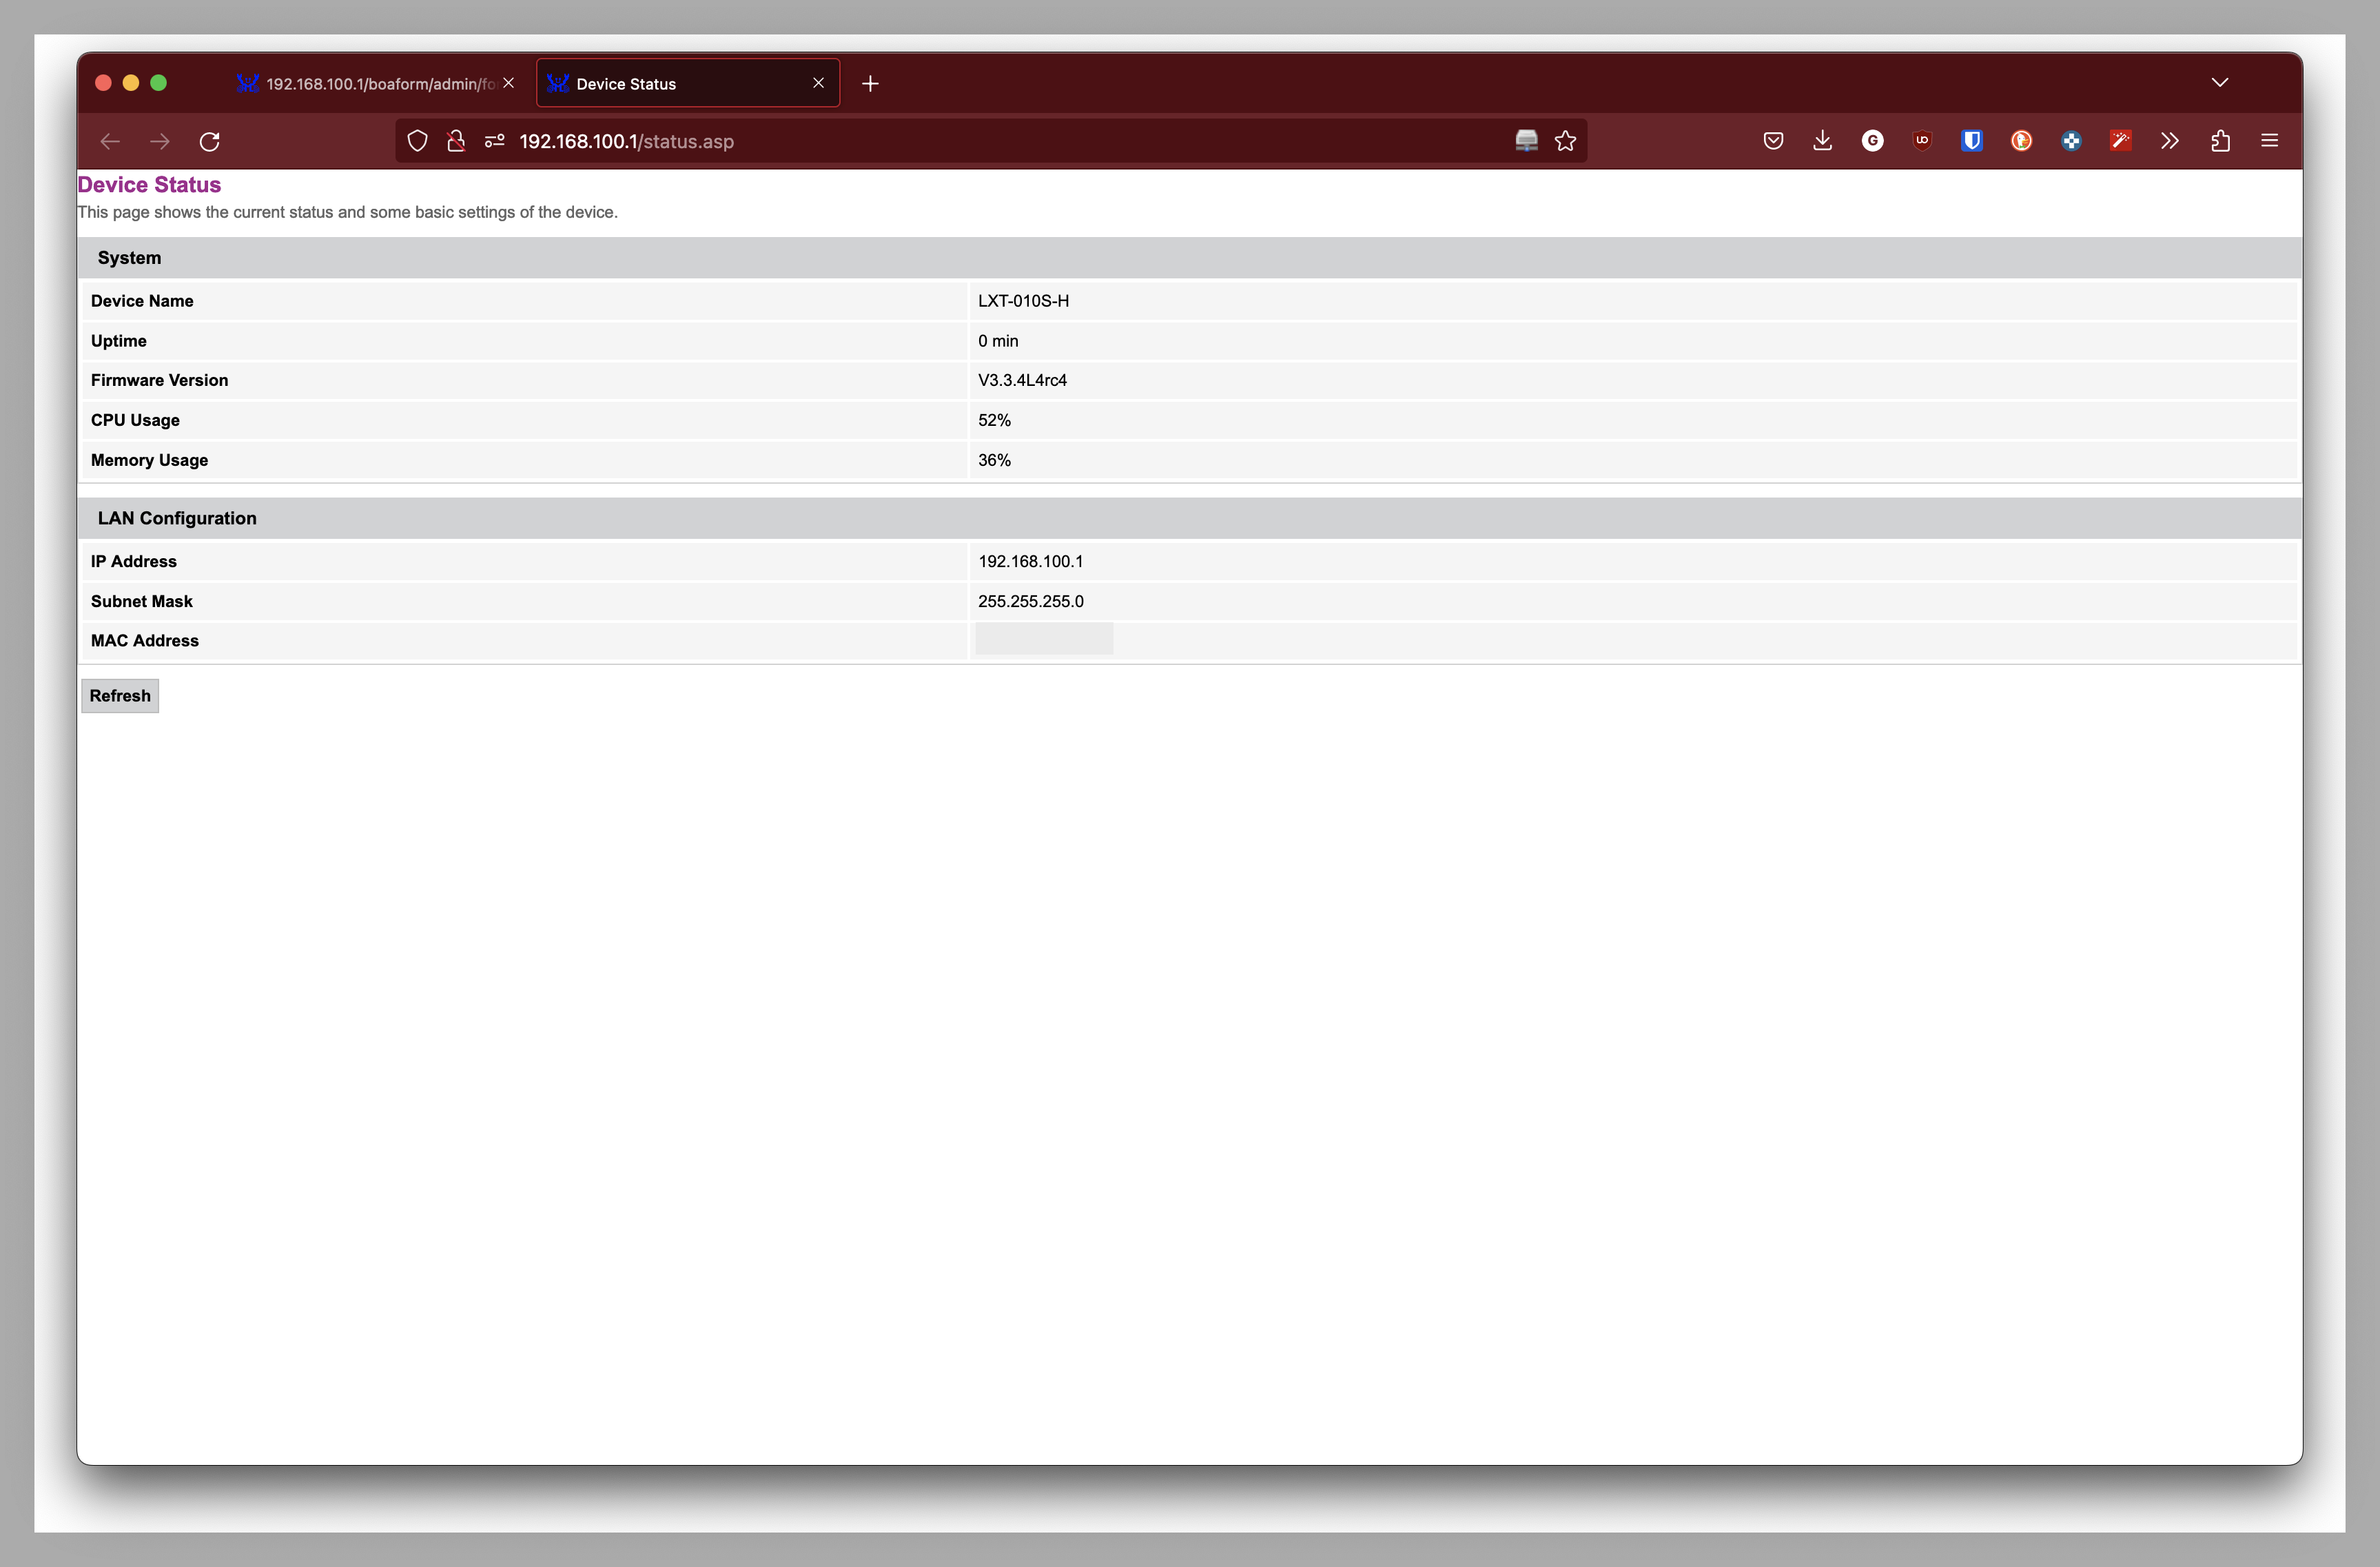 192.168.100.1/boaform/admin/fo
Device Status
192.168.100.1/status.asp
Device Status
This page shows the current status and some basic settings of the device.
System
Device Name LXT-010S-H
Uptime 0 min
Firmware Version V3.3.4L4rc4
CPU Usage 52%
Memory Usage 36%
LAN Configuration
IP Address 192.168.100.1
Subnet Mask 255.255.255.0
MAC Address
Refresh